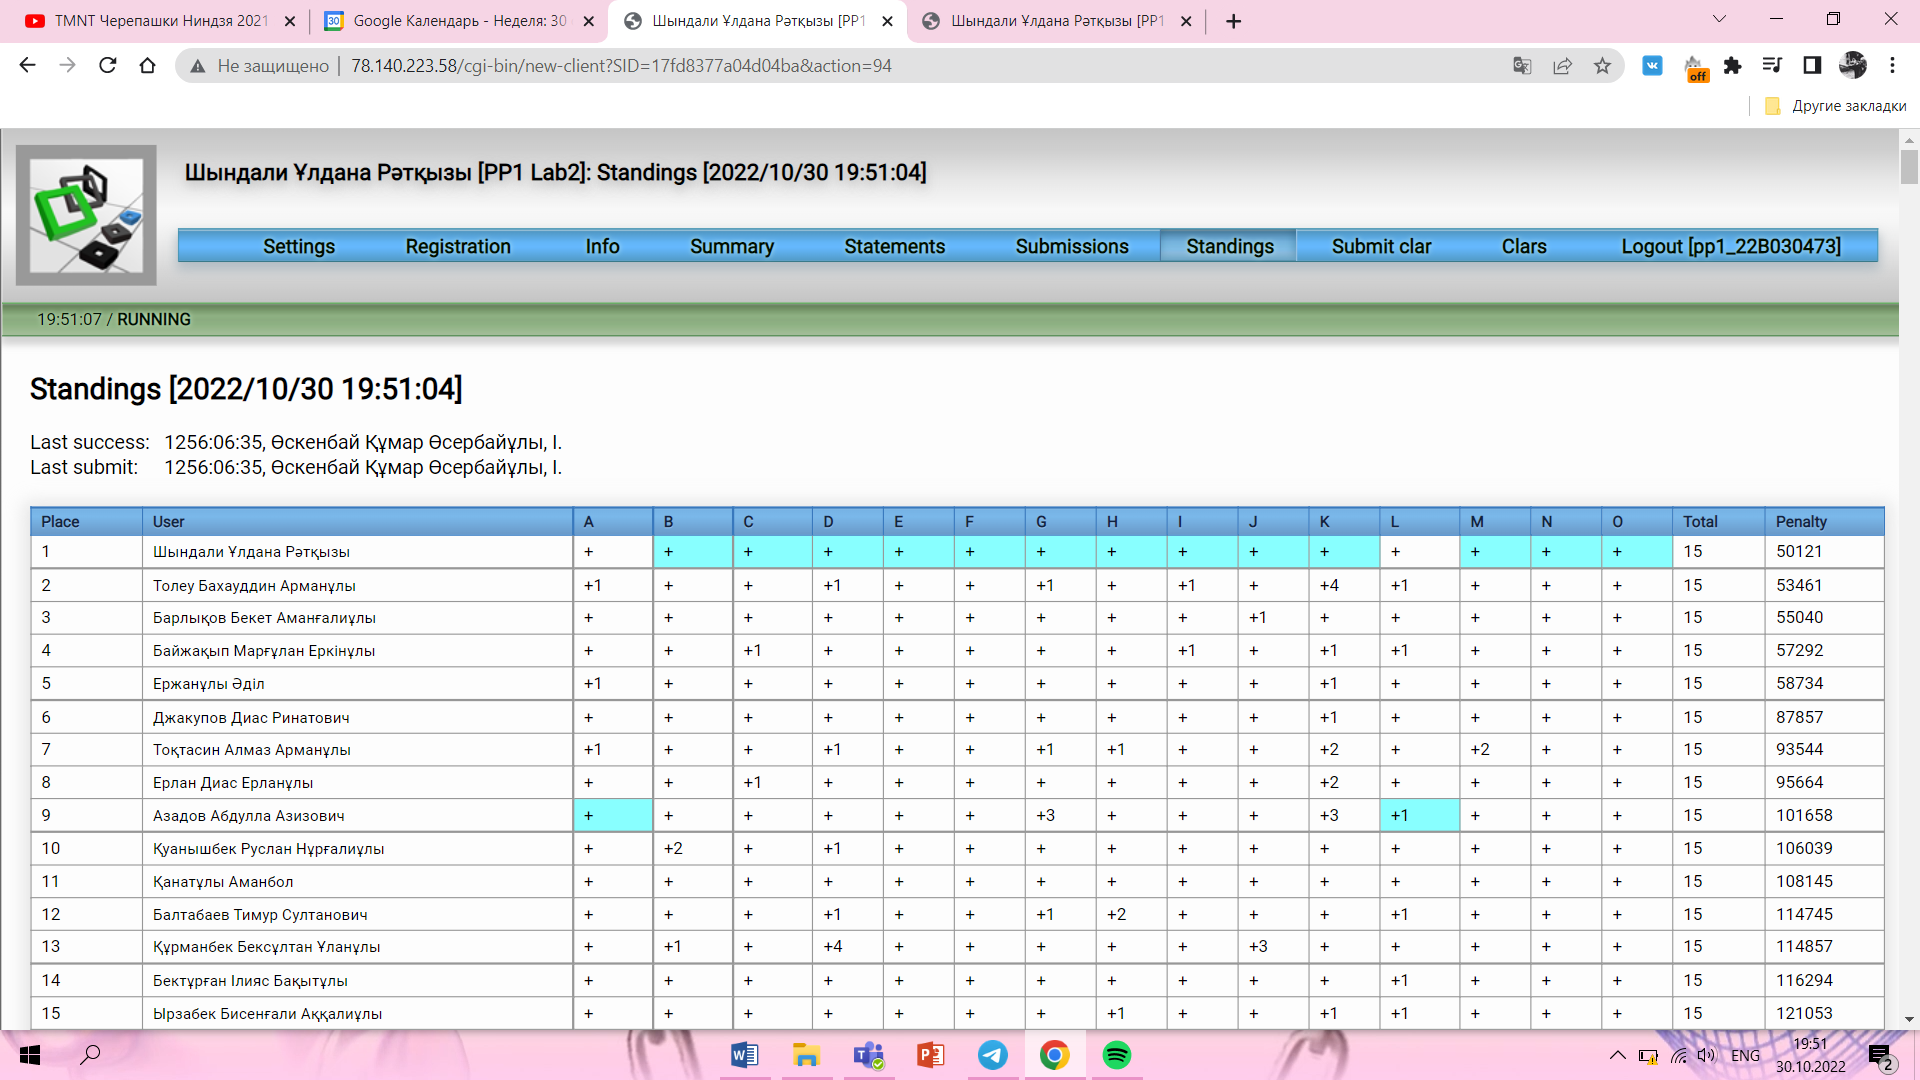 TMNT Черепашки Ниндзя 2021
Google Календарь - Неделя: 30
Шындали Ұлдана Рәтқызы [PP1
Шындали Ұлдана Рәтқызы [PP1
Не защищено | 78.140.223.58/cgi-bin/new-client?SID=17fd8377a04d04ba&action=94
off
Другие закладки
Шындали Ұлдана Рәтқызы [PP1 Lab2]: Standings [2022/10/30 19:51:04]
Settings Registration Info Summary Statements Submissions Standings Submit clar Clars Logout [pp1_22B030473]
19:51:07 / RUNNING
Standings [2022/10/30 19:51:04]
Last success: 1256:06:35, Өскенбай Құмар Өсербайұлы, I.
Last submit: 1256:06:35, Өскенбай Құмар Өсербайұлы, I.
Place User A B C D E F G H I J K L M N O Total Penalty
1 Шындали Ұлдана Рәтқызы + + + + + + + + + + + + + + + 15 50121
2 Толеу Бахауддин Арманұлы +1 + + +1 + + +1 + +1 + +4 +1 + + + 15 53461
3 Барлықов Бекет Аманғалиұлы + + + + + + + + + +1 + + + + + 15 55040
4 Байжақып Марғұлан Еркінұлы + + +1 + + + + + +1 + +1 +1 + + + 15 57292
5 Ержанұлы Әділ +1 + + + + + + + + + +1 + + + + 15 58734
6 Джакупов Диас Ринатович + + + + + + + + + + +1 + + + + 15 87857
7 Тоқтасин Алмаз Арманұлы +1 + + +1 + + +1 +1 + + +2 + +2 + + 15 93544
8 Ерлан Диас Ерланұлы + + +1 + + + + + + + +2 + + + + 15 95664
9 Азадов Абдулла Азизович + + + + + + +3 + + + +3 +1 + + + 15 101658
10 Қуанышбек Руслан Нұрғалиұлы + +2 + +1 + + + + + + + + + + + 15 106039
11 Қанатұлы Аманбол + + + + + + + + + + + + + + + 15 108145
12 Балтабаев Тимур Султанович + + + +1 + + +1 +2 + + + +1 + + + 15 114745
13 Құрманбек Бексұлтан Ұланұлы + +1 + +4 + + + + + +3 + + + + + 15 114857
14 Бектұрған Ілияс Бақытұлы + + + + + + + + + + + +1 + + + 15 116294
15 Ырзабек Бисенғали Аққалиұлы + + + + + + + +1 + + +1 +1 + + + 15 121053
ENG
19:51
30.10.2022
2